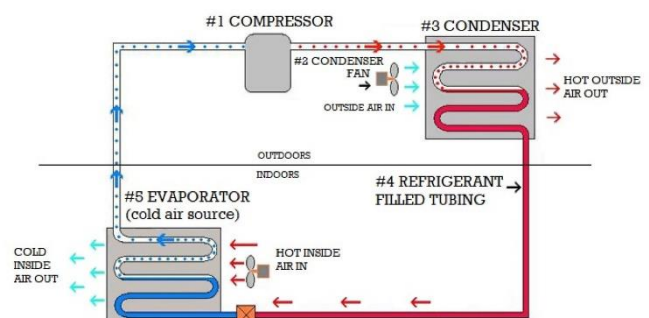 #1 COMPRESSOR
#3 CONDENSER
#2 CONDENSER
FAN
OUTSIDE AIR IN
HOT OUTSIDE
AIR OUT
OUTDOORS
INDOORS
#4 REFRIGERANT
FILLED TUBING
#5 EVAPORATOR
(cold air source)
COLD
INSIDE
AIR OUT
HOT INSIDE
AIR IN